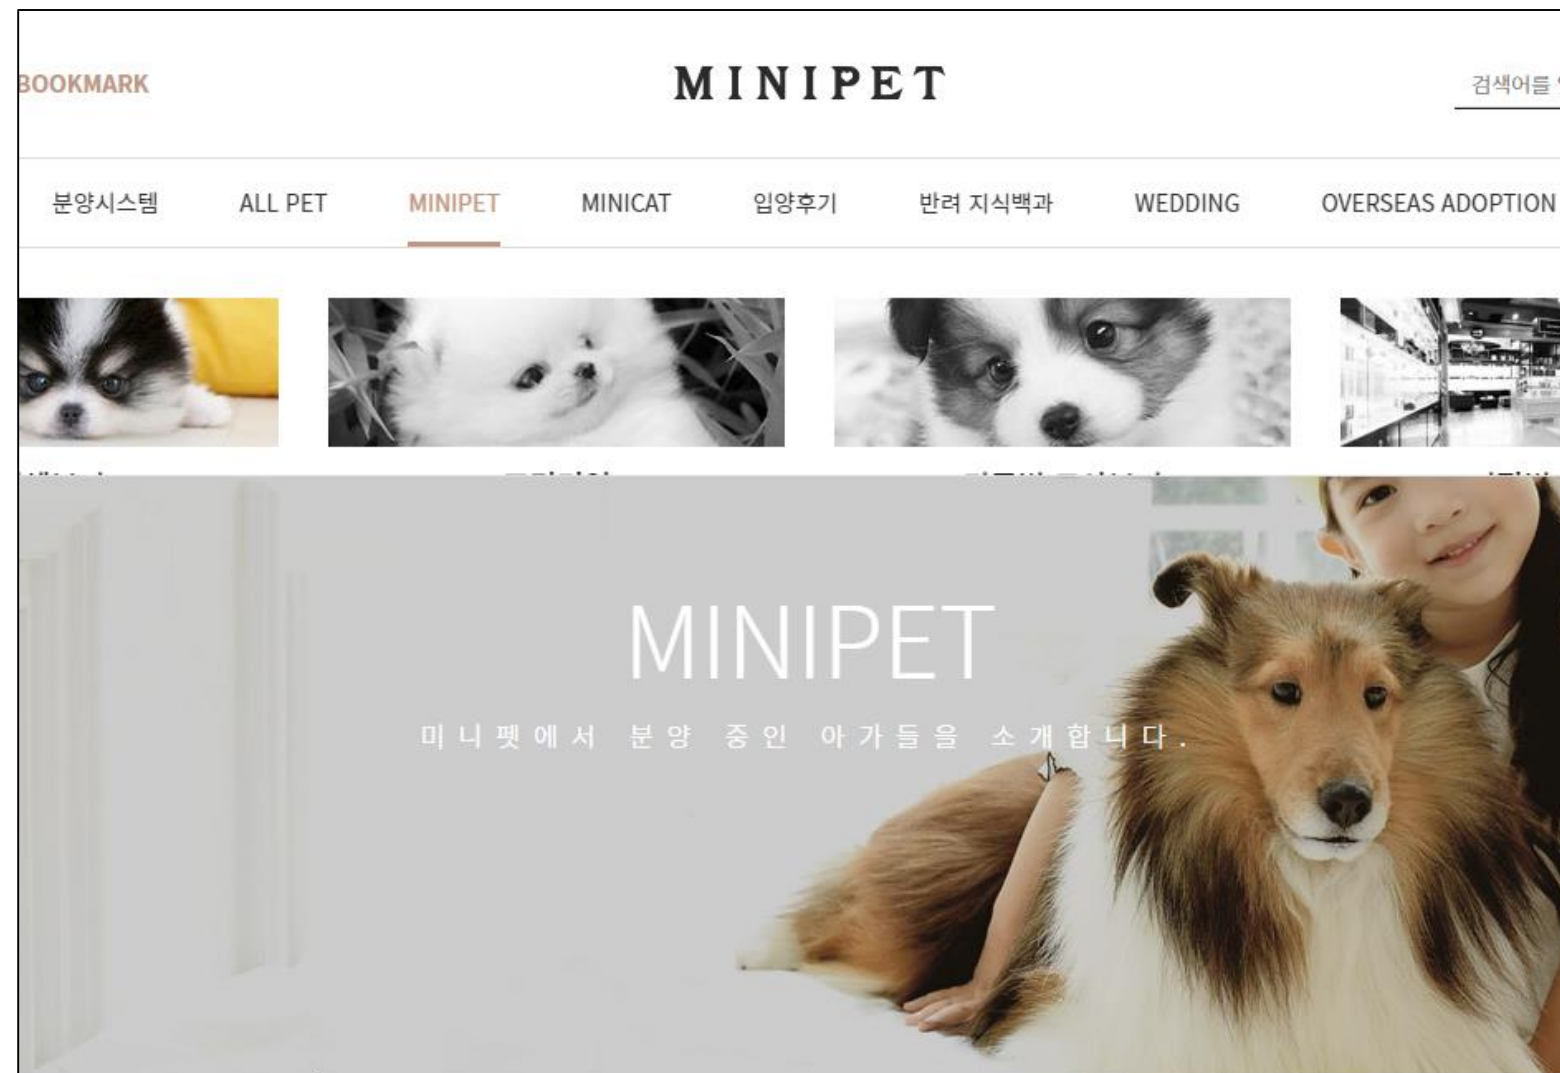 BOOKMARK
MINIPET
검색어를
분양시스템 ALL PET MINIPET MINICAT 입양후기 반려 지식백과 WEDDING OVERSEAS ADOPTION
MINIPET
미니펫에서 분양 중인 아가들을 소개합니다.